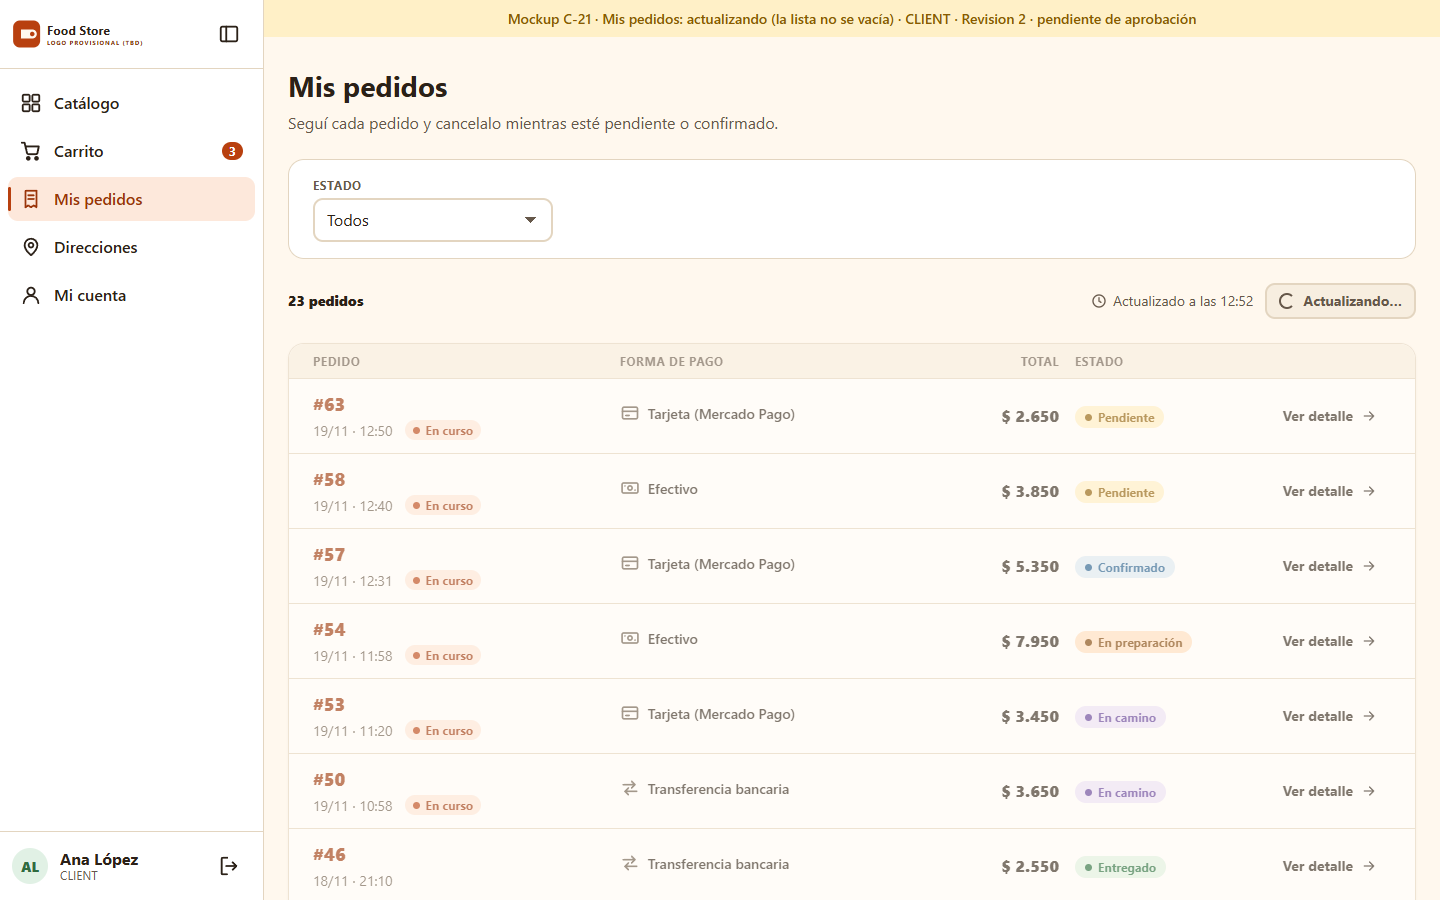 Mockup C-21 · Mis pedidos: actualizando (la lista no se vacía) · CLIENT · Revision 2 · pendiente de aprobación
Food Store
LOGO PROVISIONAL (TBD)
Catálogo
Carrito 3
Mis pedidos
Direcciones
Mi cuenta
AL Ana López
CLIENT
Mis pedidos
Seguí cada pedido y cancelalo mientras esté pendiente o confirmado.
ESTADO
Todos
23 pedidos Actualizado a las 12:52 Actualizando...
PEDIDO FORMA DE PAGO TOTAL ESTADO
#63
19/11 · 12:50 En curso Tarjeta (Mercado Pago) $ 2.650 Pendiente Ver detalle →
#58
19/11 · 12:40 En curso Efectivo $ 3.850 Pendiente Ver detalle →
#57
19/11 · 12:31 En curso Tarjeta (Mercado Pago) $ 5.350 Confirmado Ver detalle →
#54
19/11 · 11:58 En curso Efectivo $ 7.950 En preparación Ver detalle →
#53
19/11 · 11:20 En curso Tarjeta (Mercado Pago) $ 3.450 En camino Ver detalle →
#50
19/11 · 10:58 En curso Transferencia bancaria $ 3.650 En camino Ver detalle →
#46
18/11 · 21:10 Transferencia bancaria $ 2.550 Entregado Ver detalle →